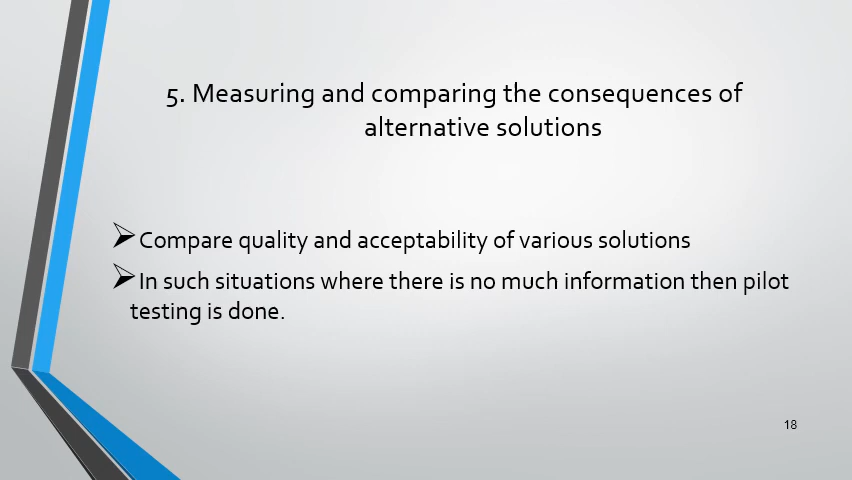 5. Measuring and comparing the consequences of
alternative solutions
Compare quality and acceptability of various solutions
In such situations where there is no much information then pilot
testing is done.
18